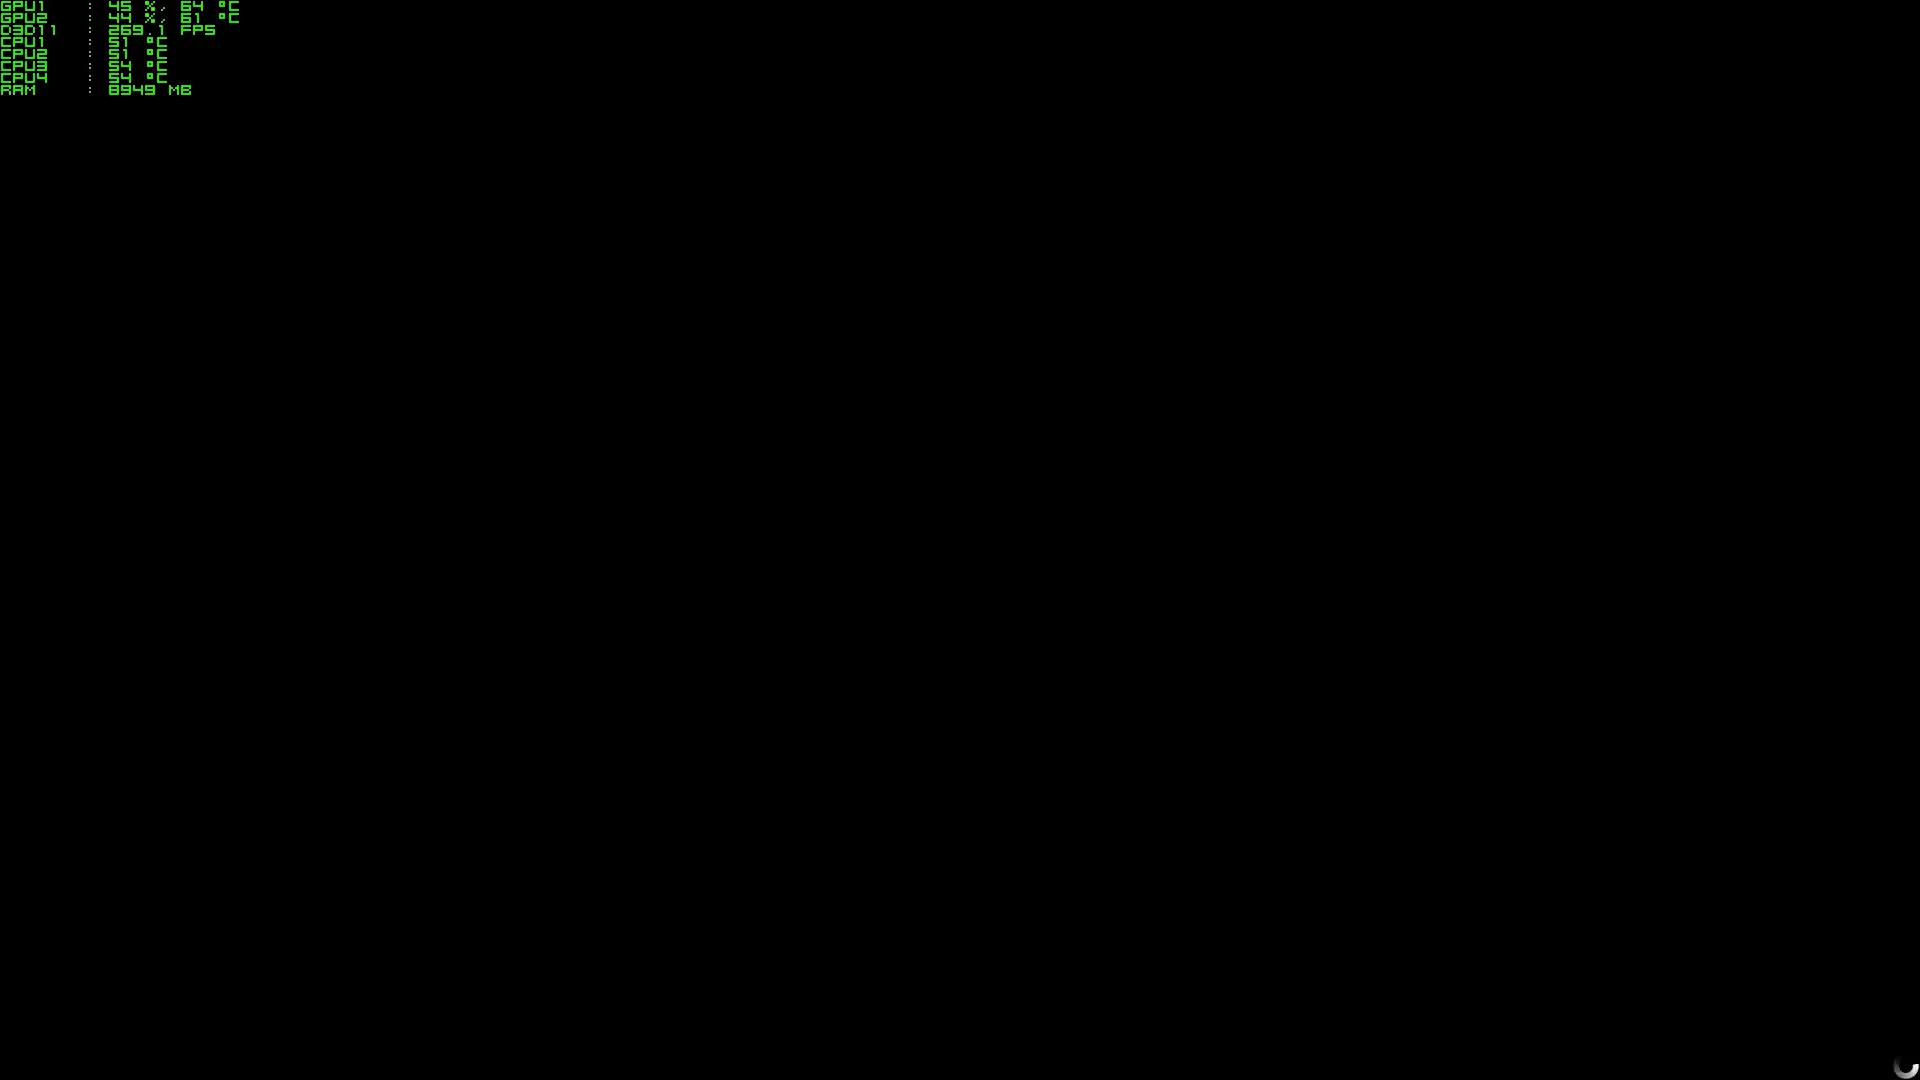 GPU1 : 45 %, 64 °C
GPU2 : 44 %, 61 °C
D3D11 : 269.1 FPS
CPU1 : 51 °C
CPU2 : 51 °C
CPU3 : 54 °C
CPU4 : 54 °C
RAM : 8949 MB